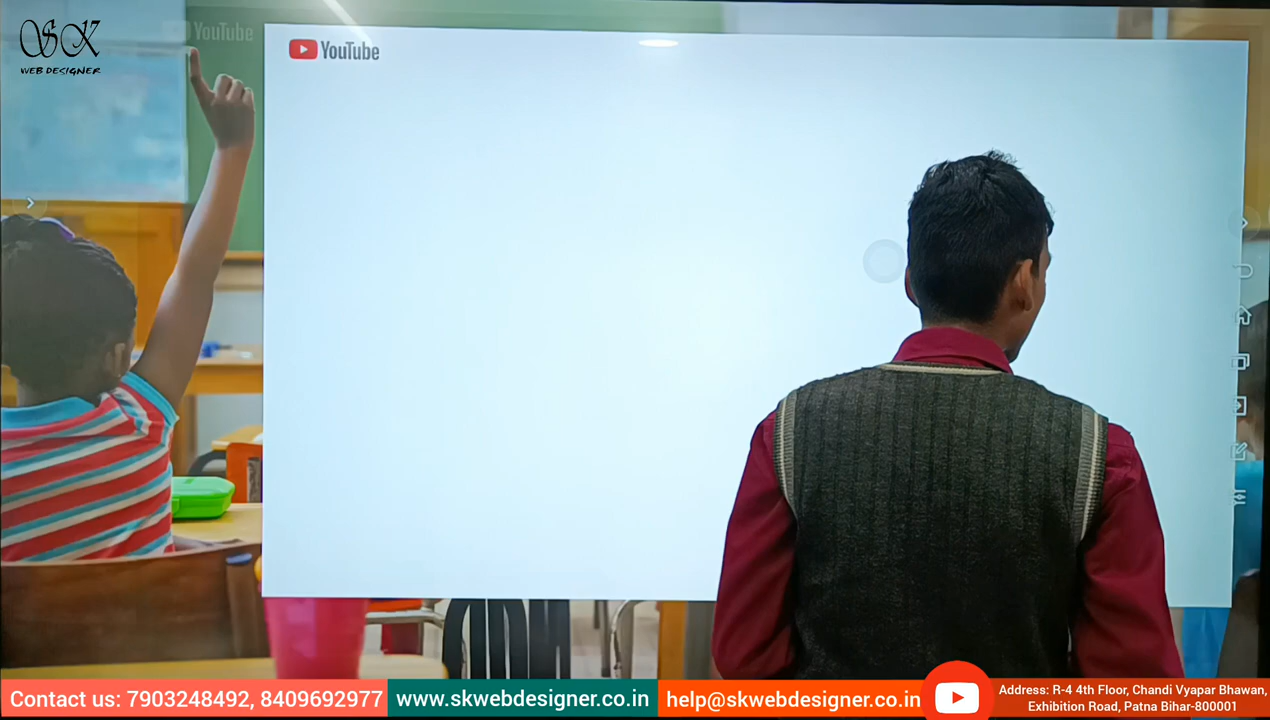 SK
WEB DESIGNER
YouTube
YouTube
Contact us: 7903248492, 8409692977
www.skwebdesigner.co.in
help@skwebdesigner.co.in
Address: R-4 4th Floor, Chandi Vyapar Bhawan,
Exhibition Road, Patna Bihar-800001